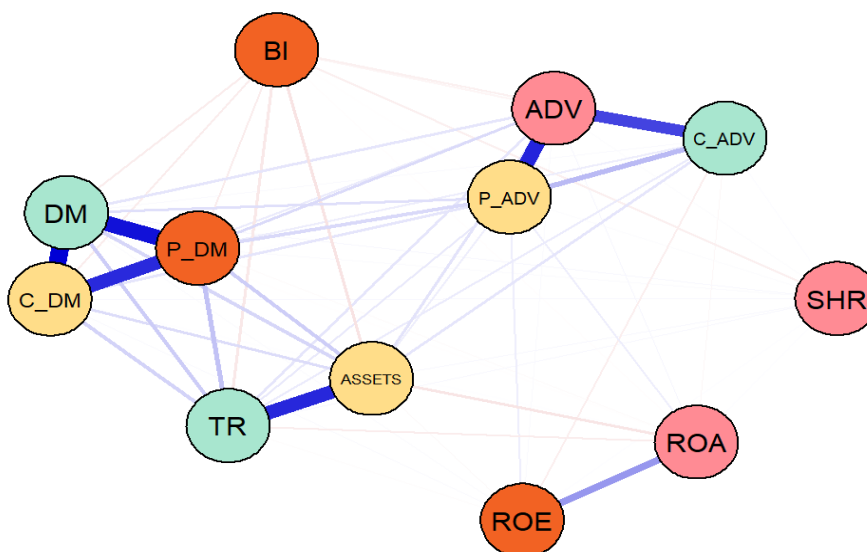 BI
ADV
C_ADV
P_ADV
DM
P_DM
C_DM
SHR
ASSETS
TR
ROA
ROE